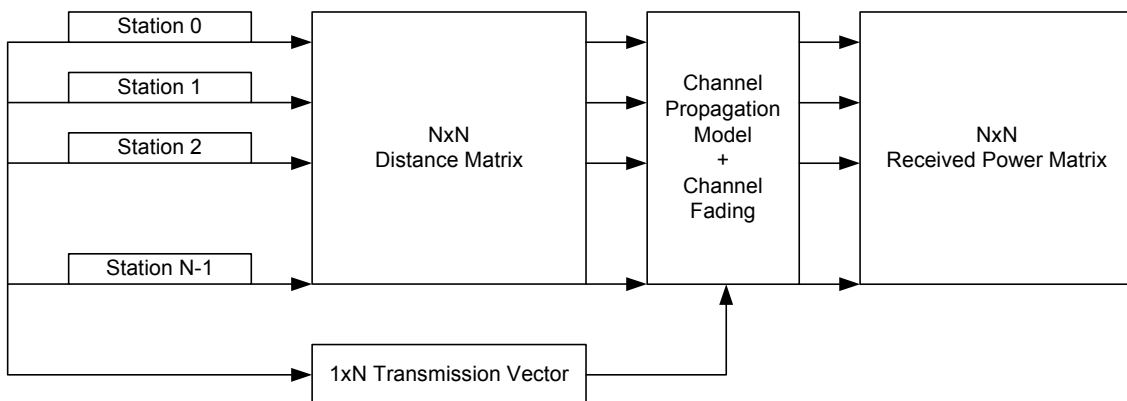 Station 0
Station 1
Station 2
Station N-1
NxN
Distance Matrix
Channel
Propagation
Model
+
Channel
Fading
NxN
Received Power Matrix
1xN Transmission Vector